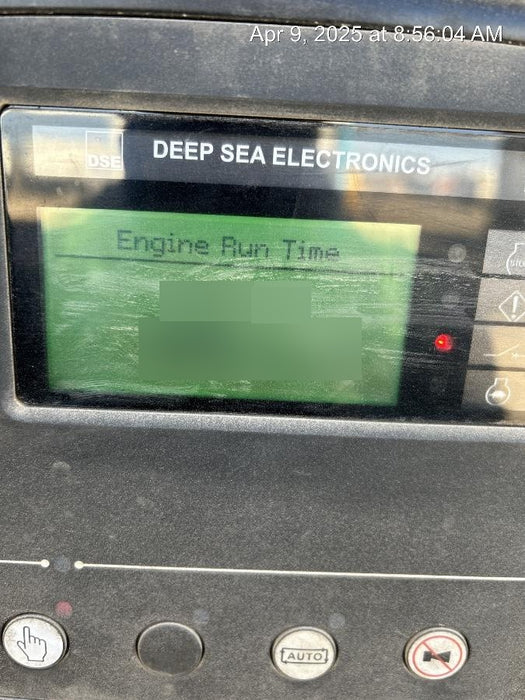 Apr 9, 2025 at 8:56:04 AM
DSE
DEEP SEA ELECTRONICS
Engine Run Time
AUTO